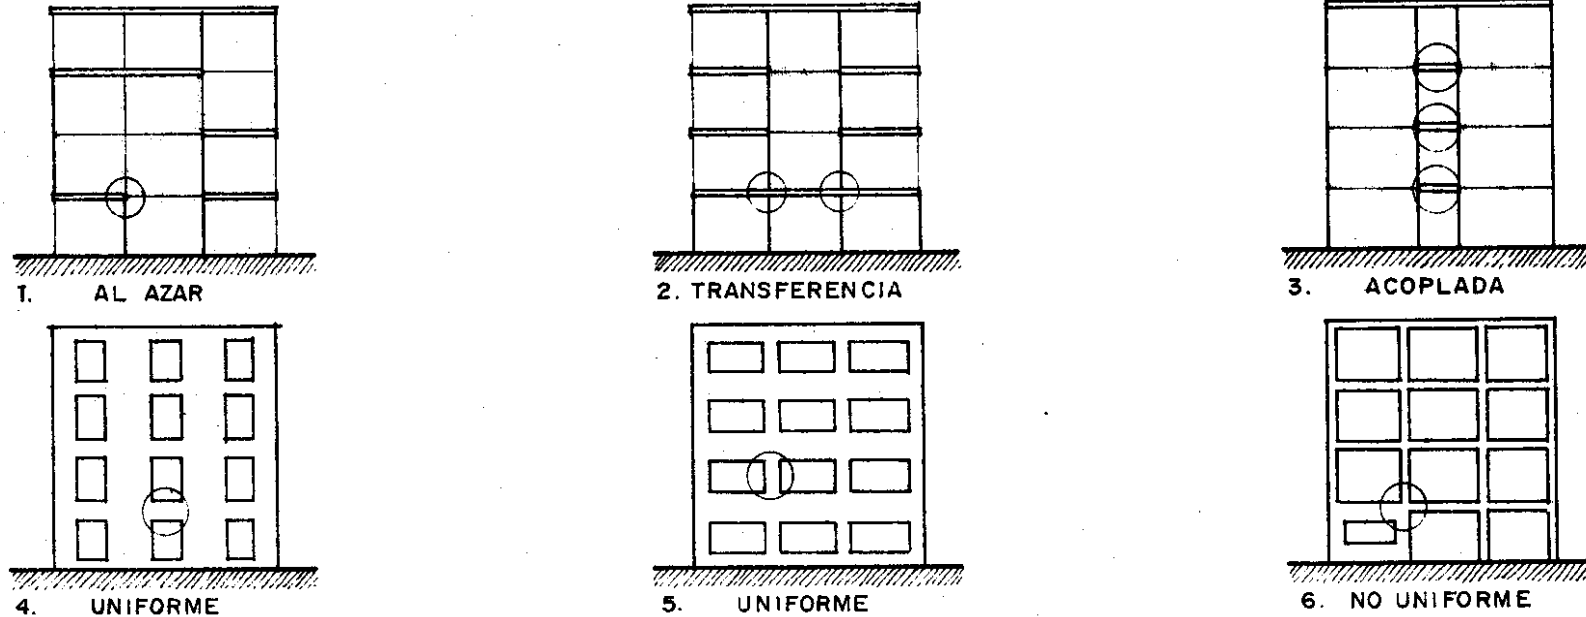 1. AL AZAR
2. TRANSFERENCIA
3. ACOPLADA
4. UNIFORME
5. UNIFORME
6. NO UNIFORME